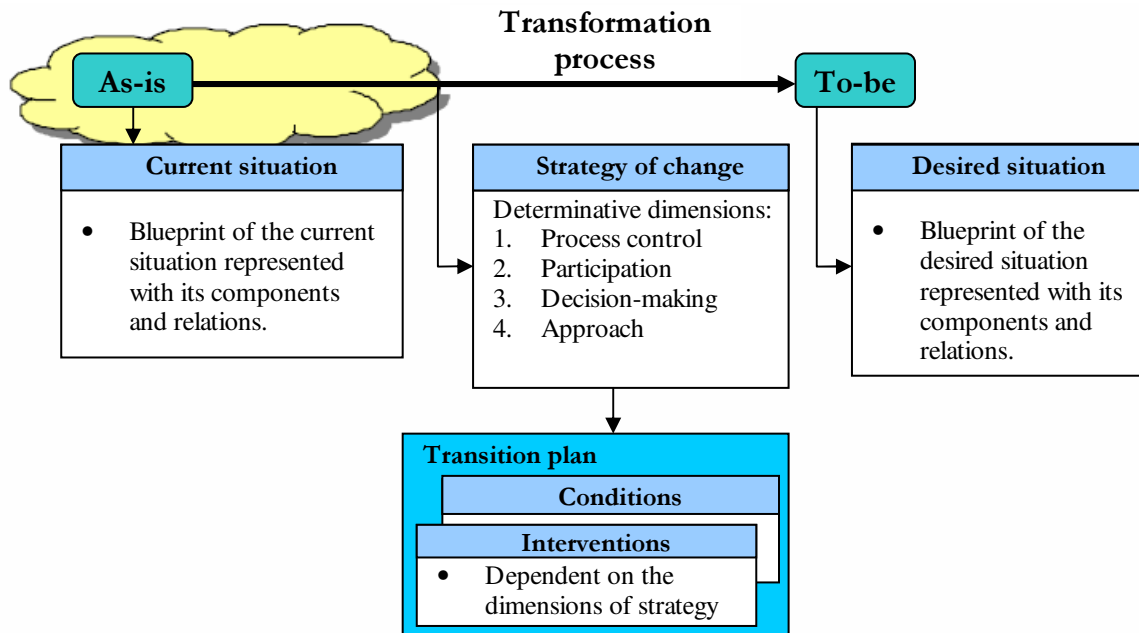 Transformation
process
As-is
To-be
Current situation
• Blueprint of the current
situation represented
with its components
and relations.
Strategy of change
Determinative dimensions:
1. Process control
2. Participation
3. Decision-making
4. Approach
Desired situation
• Blueprint of the
desired situation
represented with its
components and
relations.
Transition plan
Conditions
Interventions
• Dependent on the
dimensions of strategy